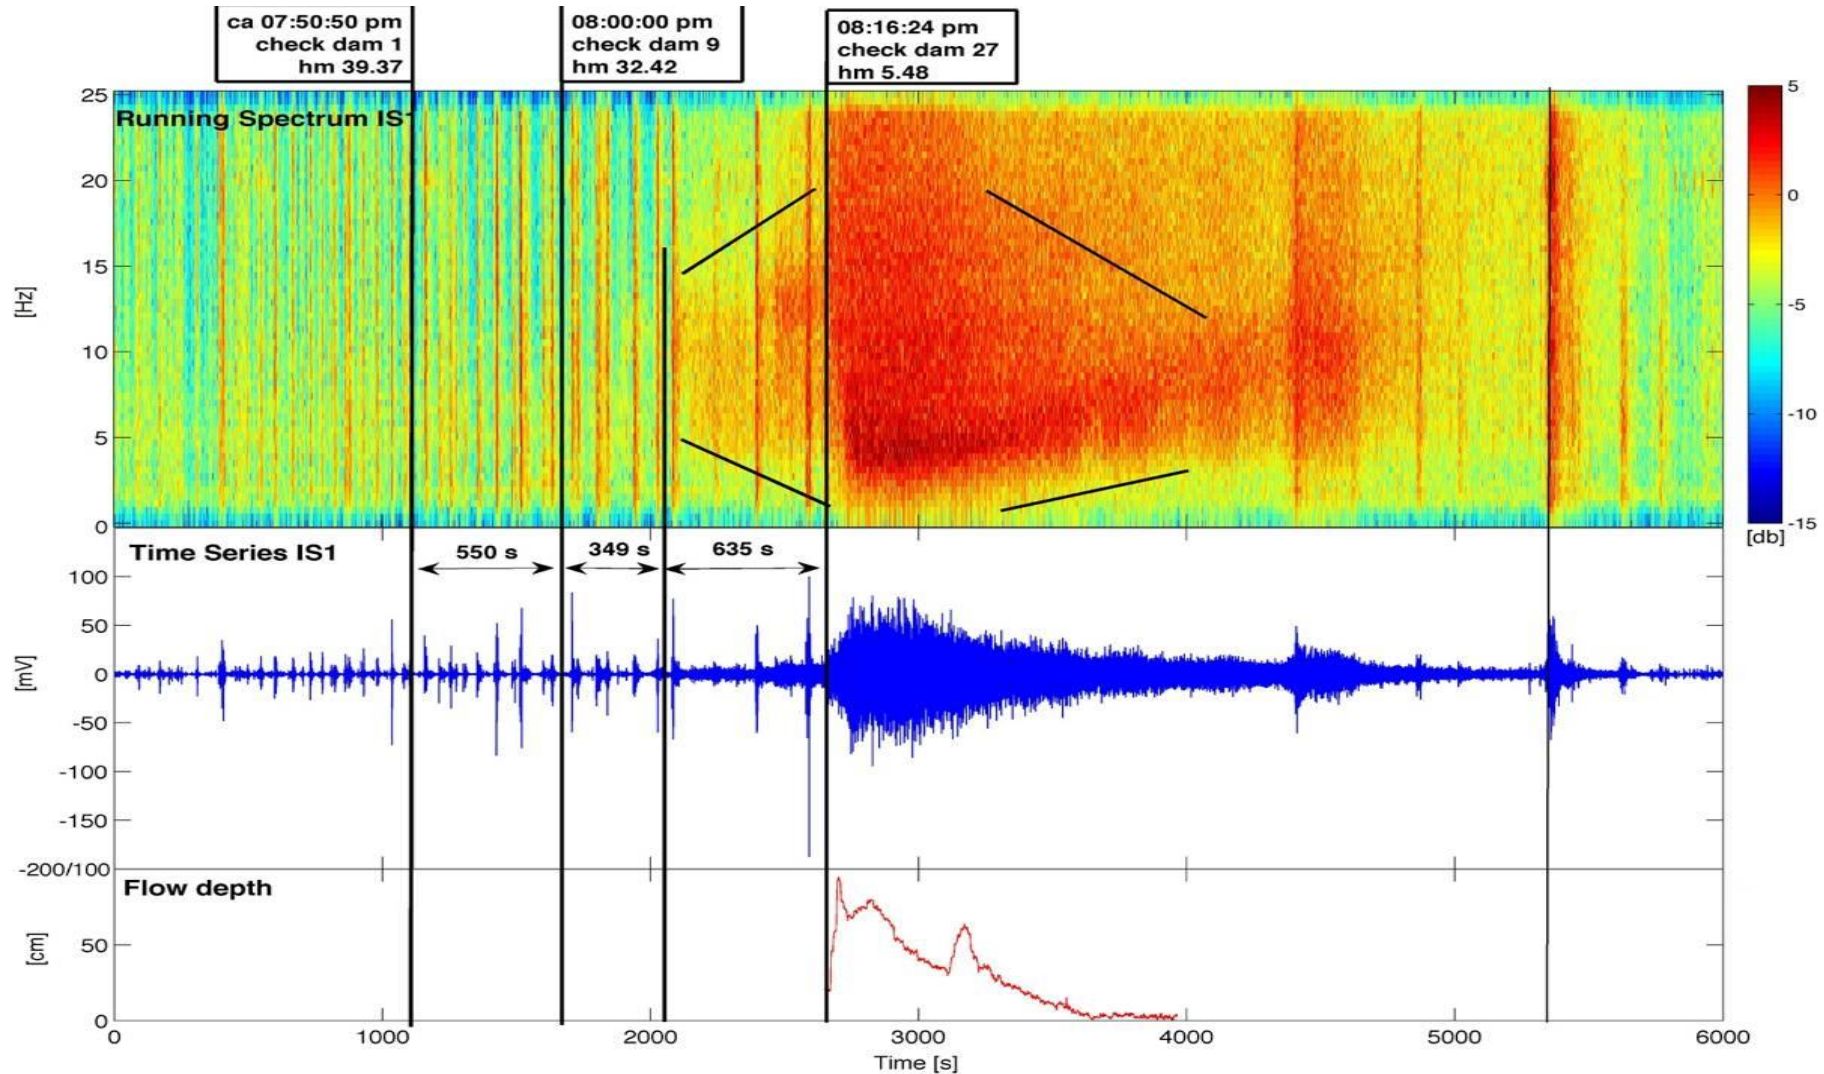 ca 07:50:50 pm
check dam 1
hm 39.37
08:00:00 pm
check dam 9
hm 32.42
08:16:24 pm
check dam 27
hm 5.48
Running Spectrum IS1
25
20
15
10
5
0
[Hz]
5
0
-5
-10
-15
[db]
Time Series IS1
550 s
349 s
635 s
100
50
0
-50
-100
-150
-200/100
[mV]
Flow depth
50
0
[cm]
0
1000
2000
3000
4000
5000
6000
Time [s]